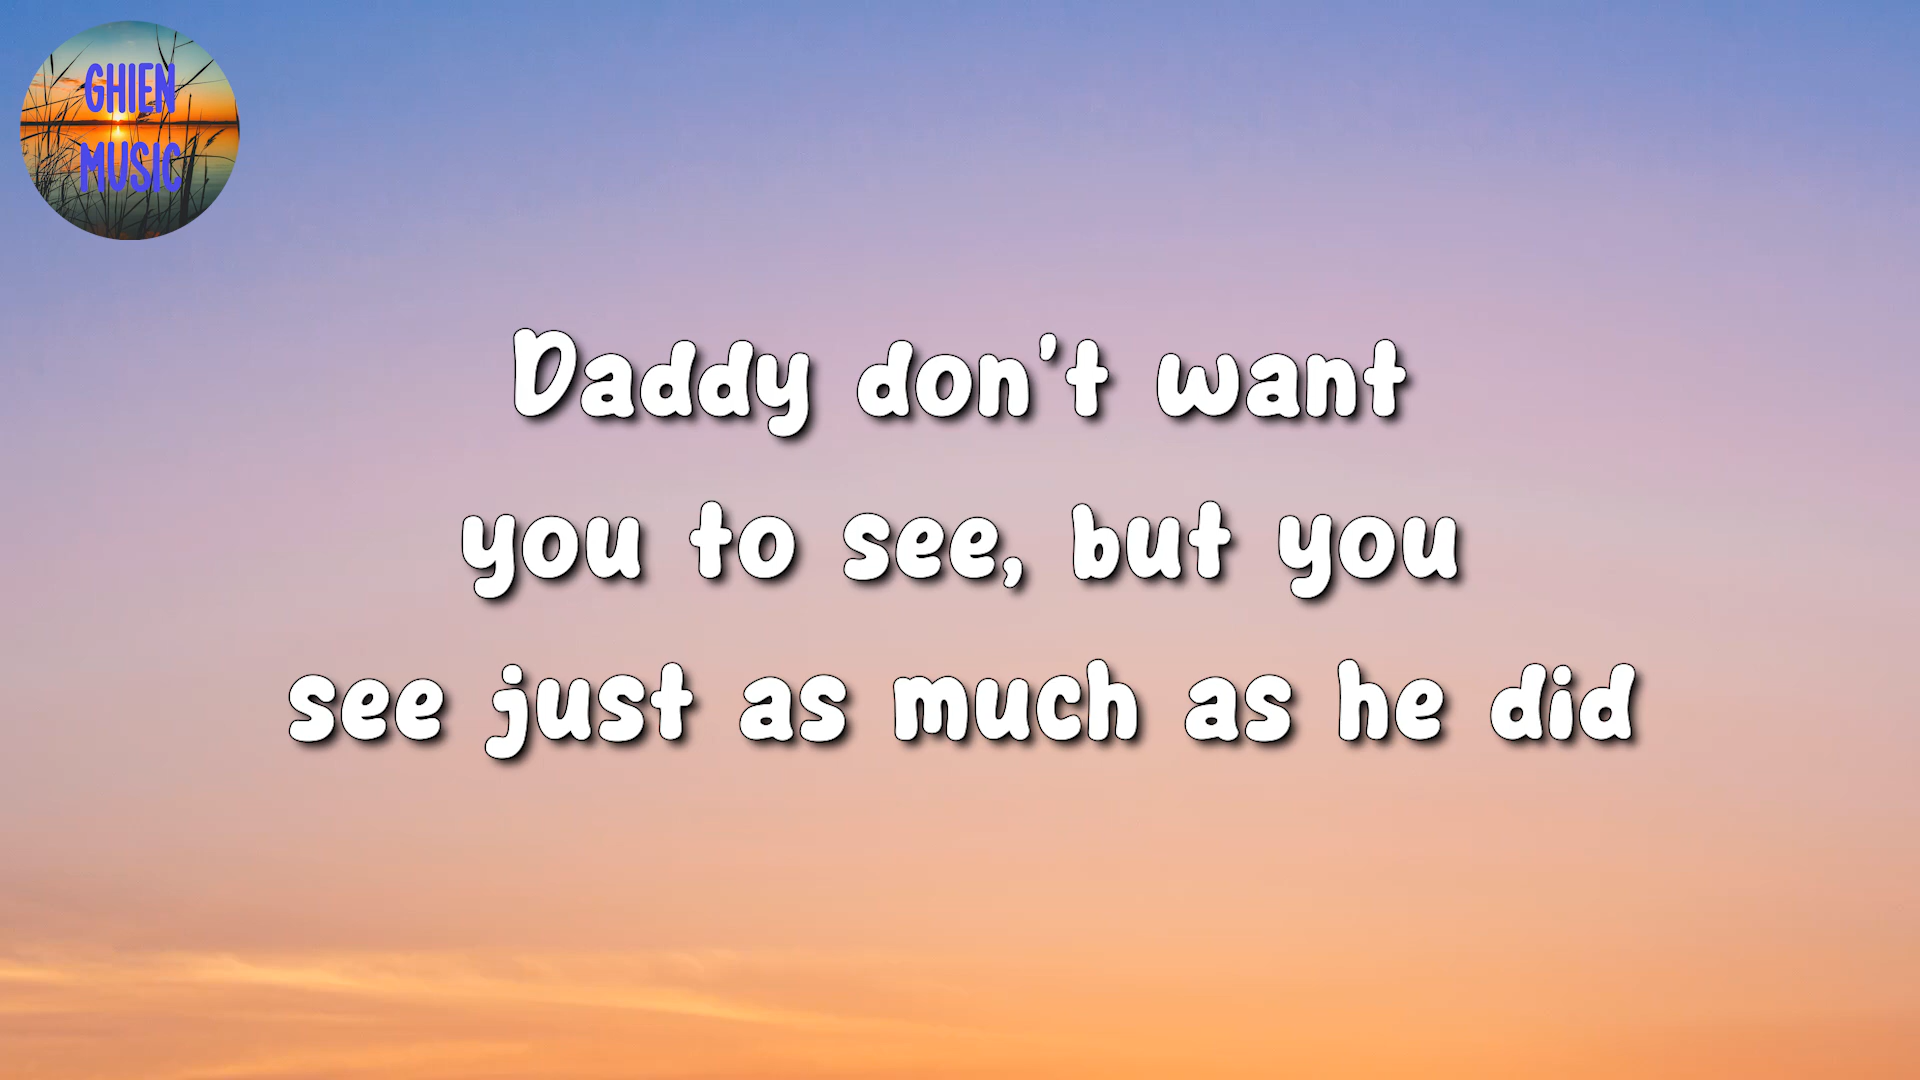 GHIEN
MUSIC
Daddy don't want
you to see, but you
see just as much as he did